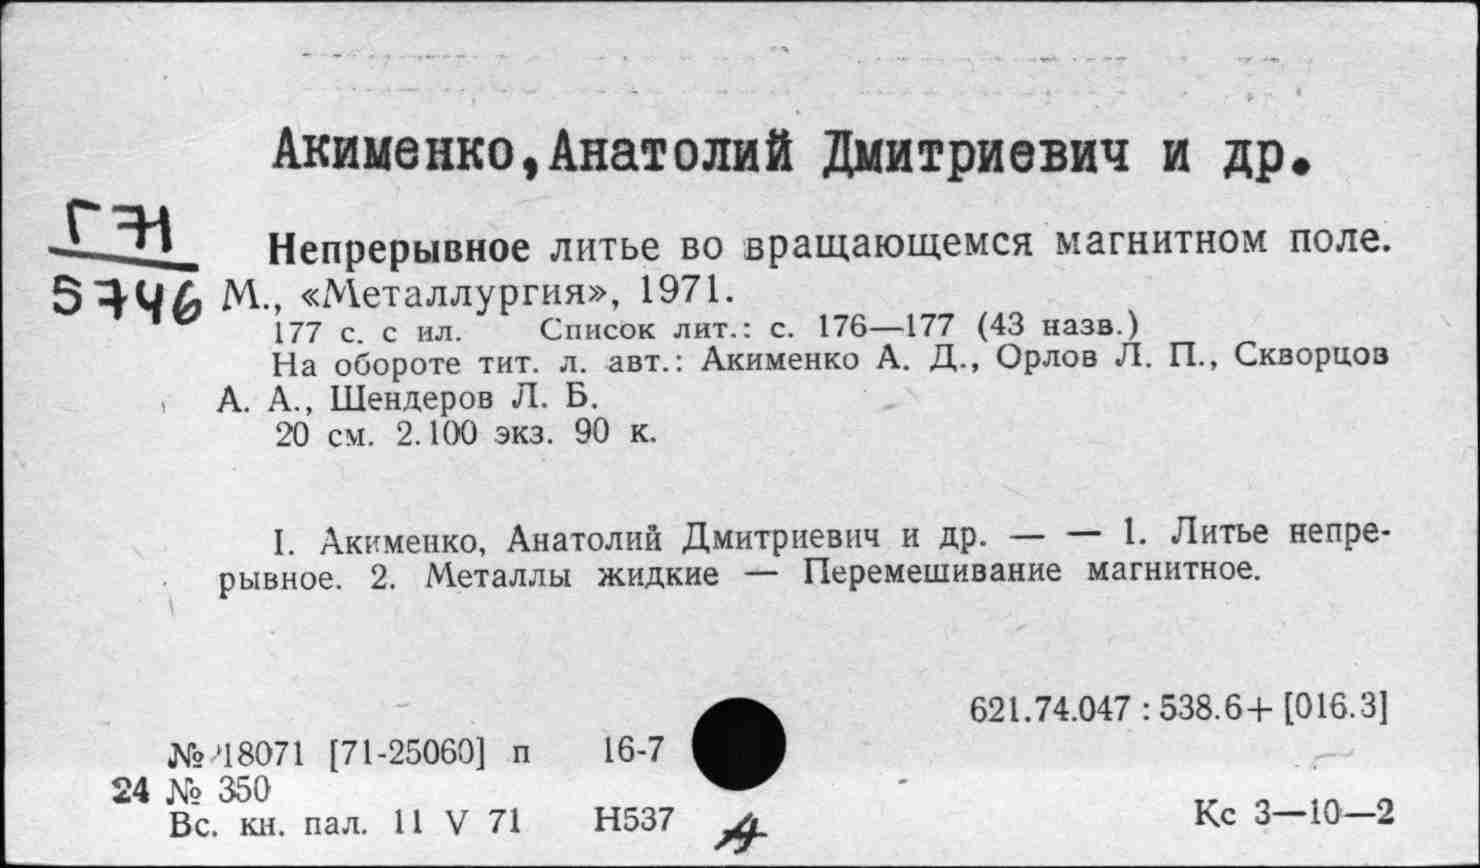 Акименко, Анатолий Дмитриевич и др.
Непрерывное литье во вращающемся магнитном поле.
5746 М., «Металлургия», 1971.
177 с. с ил. Список лит.: с. 176—177 (43 назв.)
На обороте тит. л. авт.: Акименко А. Д., Орлов Л. П., Скворцов
А. А., Шендеров Л. Б.
20 см. 2.100 экз. 90 к.
I. Акименко, Анатолий Дмитриевич и др. — — 1. Литье непре-
рывное. 2. Металлы жидкие — Перемешивание магнитное.
621.74.047 : 538.6+ [016.3]
№ 18071 [71-25060] п 16-7
24 № 350
Вс. кн. пал. 11 V 71 Н537
Кс 3—10—2